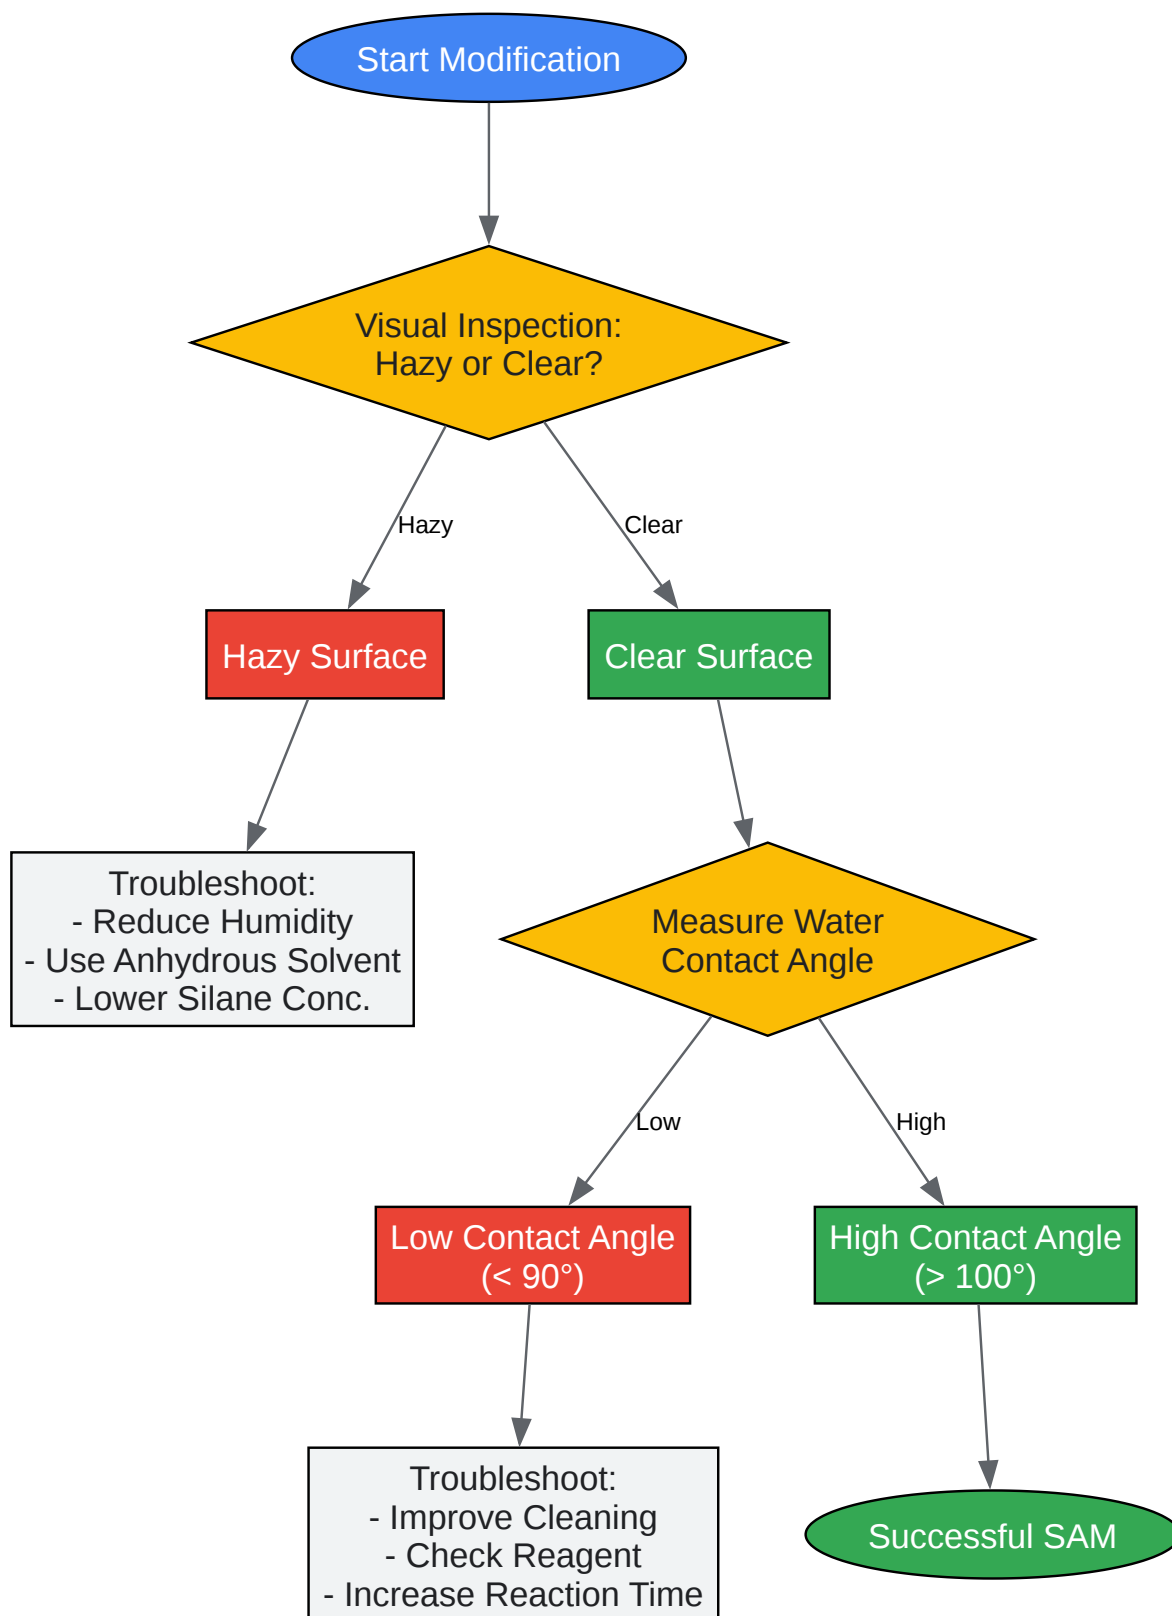 Start Modification
Visual Inspection:
Hazy or Clear?
Hazy
Clear
Hazy Surface
Clear Surface
Troubleshoot:
- Reduce Humidity
- Use Anhydrous Solvent
- Lower Silane Conc.
Measure Water
Contact Angle
Low
High
Low Contact Angle
(< 90°)
High Contact Angle
(> 100°)
Troubleshoot:
- Improve Cleaning
- Check Reagent
- Increase Reaction Time
Successful SAM